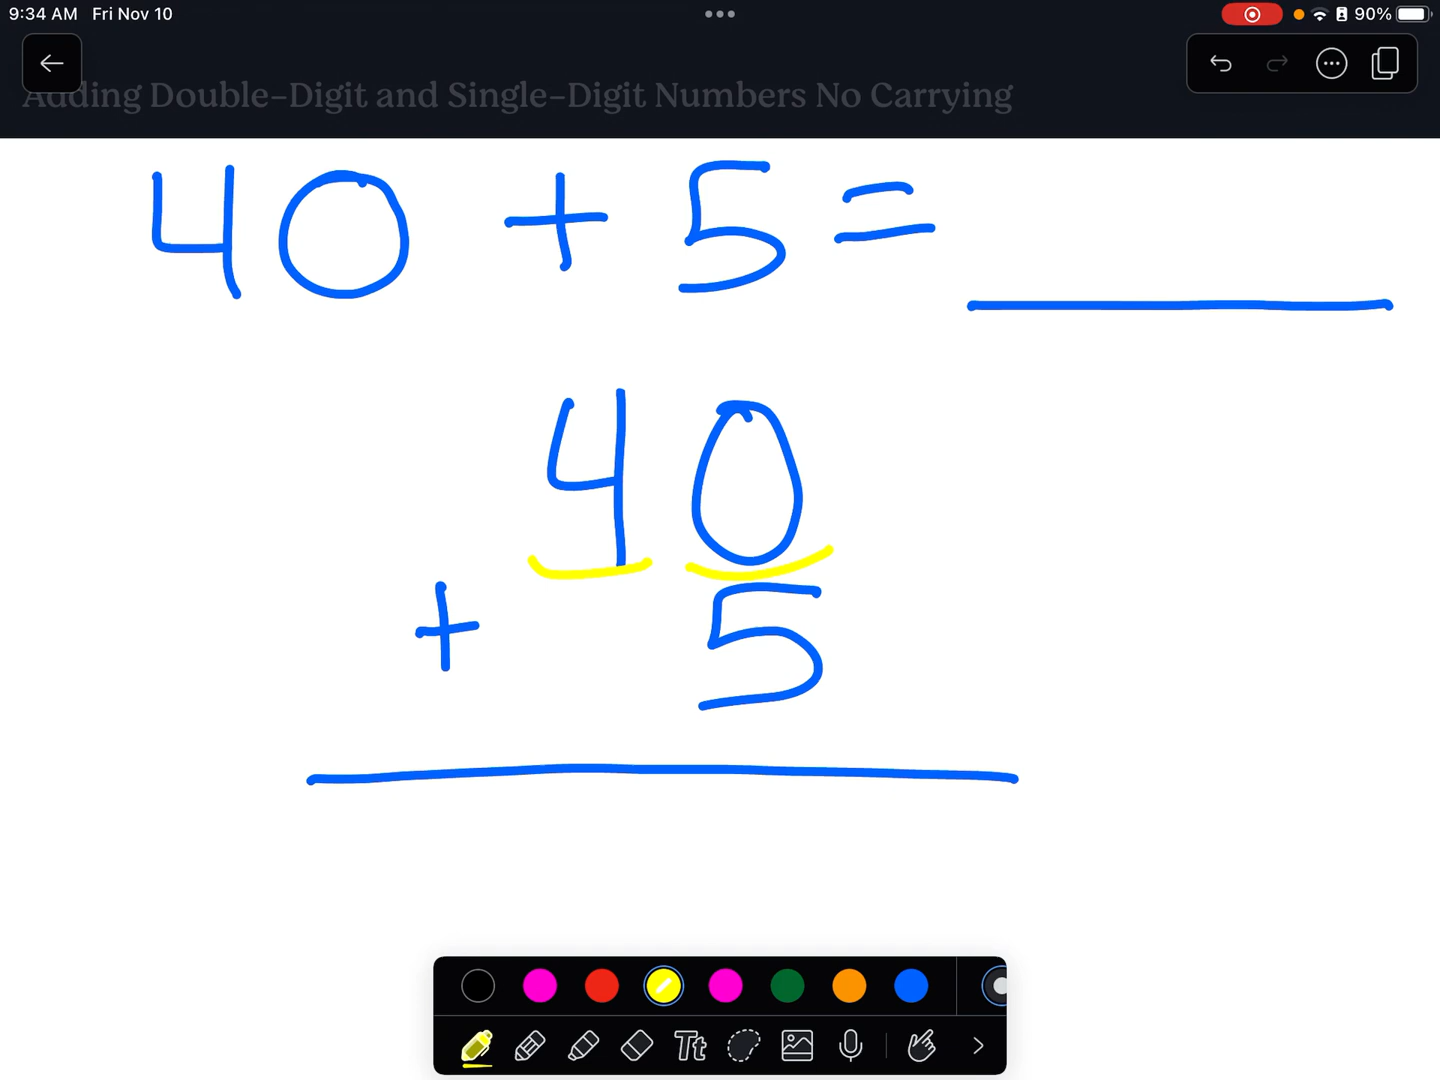 9:34 AM Fri Nov 10 90%
Adding Double-Digit and Single-Digit Numbers No Carrying
40 + 5 =
40
+ 5
Tt